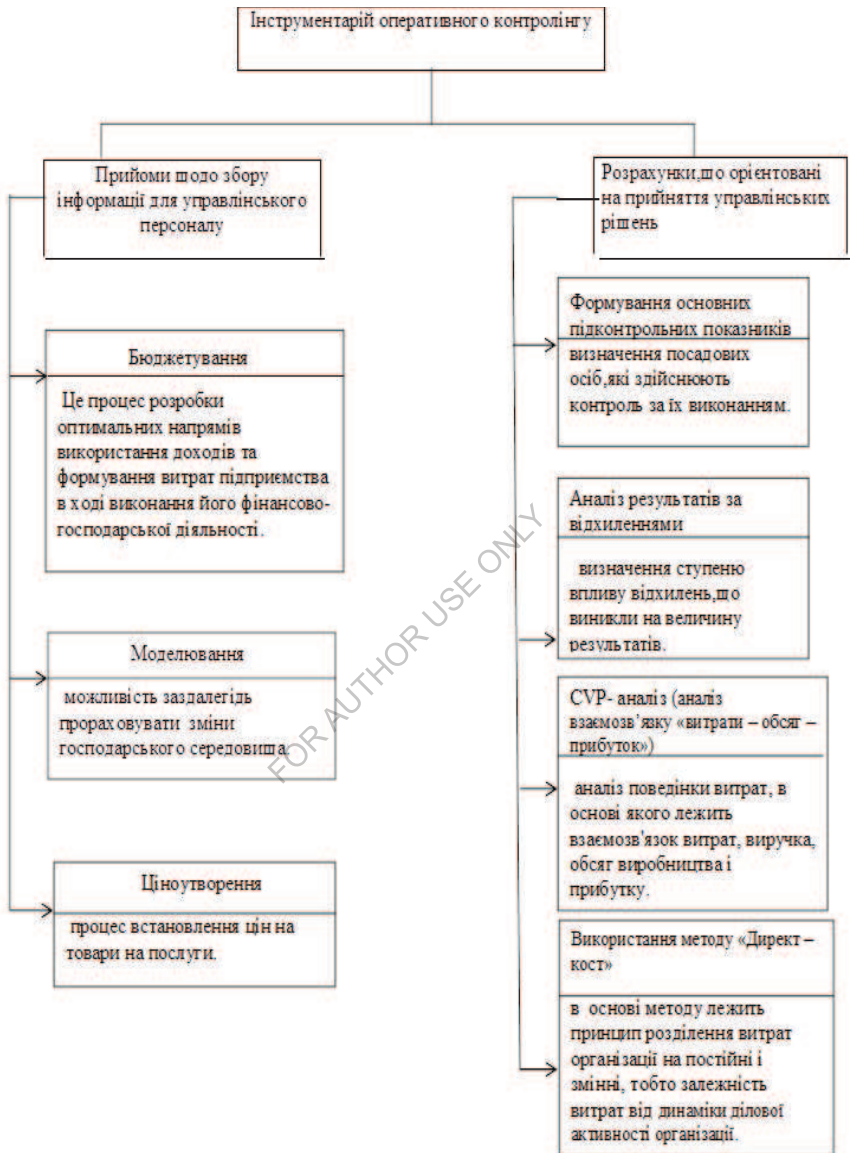 Інструментарій оперативного контролінгу
Прийоми щодо збору
інформації для управлінського
персоналу
Розрахунки,що орієнтовані
на прийняття управлінських
рішень
Бюджетування
Це процес розробки
оптимальних напрямів
використання доходів та
формування витрат підприємства
в ході виконання його фінансово-
господарської діяльності.
Моделювання
можливість заздалегідь
прораховувати зміни
господарського середовища.
Ціноутворення
процес встановлення цін на
товари на послуги.
Формування основних
підконтрольних показників
визначення посадових
осіб,які здійснюють
контроль за їх виконанням.
Аналіз результатів за
відхиленнями
визначення ступеню
впливу відхилень,що
виникли на величину
результатів.
CVP- аналіз (аналіз
взаємозв’язку «витрати – обсяг –
прибуток»)
аналіз поведінки витрат, в
основі якого лежить
взаємозв'язок витрат, виручка,
обсяг виробництва і
прибутку.
Використання методу «Директ –
кост»
в основі методу лежить
принцип розділення витрат
організації на постійні і
змінні, тобто залежність
витрат від динаміки ділової
активності організації.
FOR AUTHOR USE ONLY